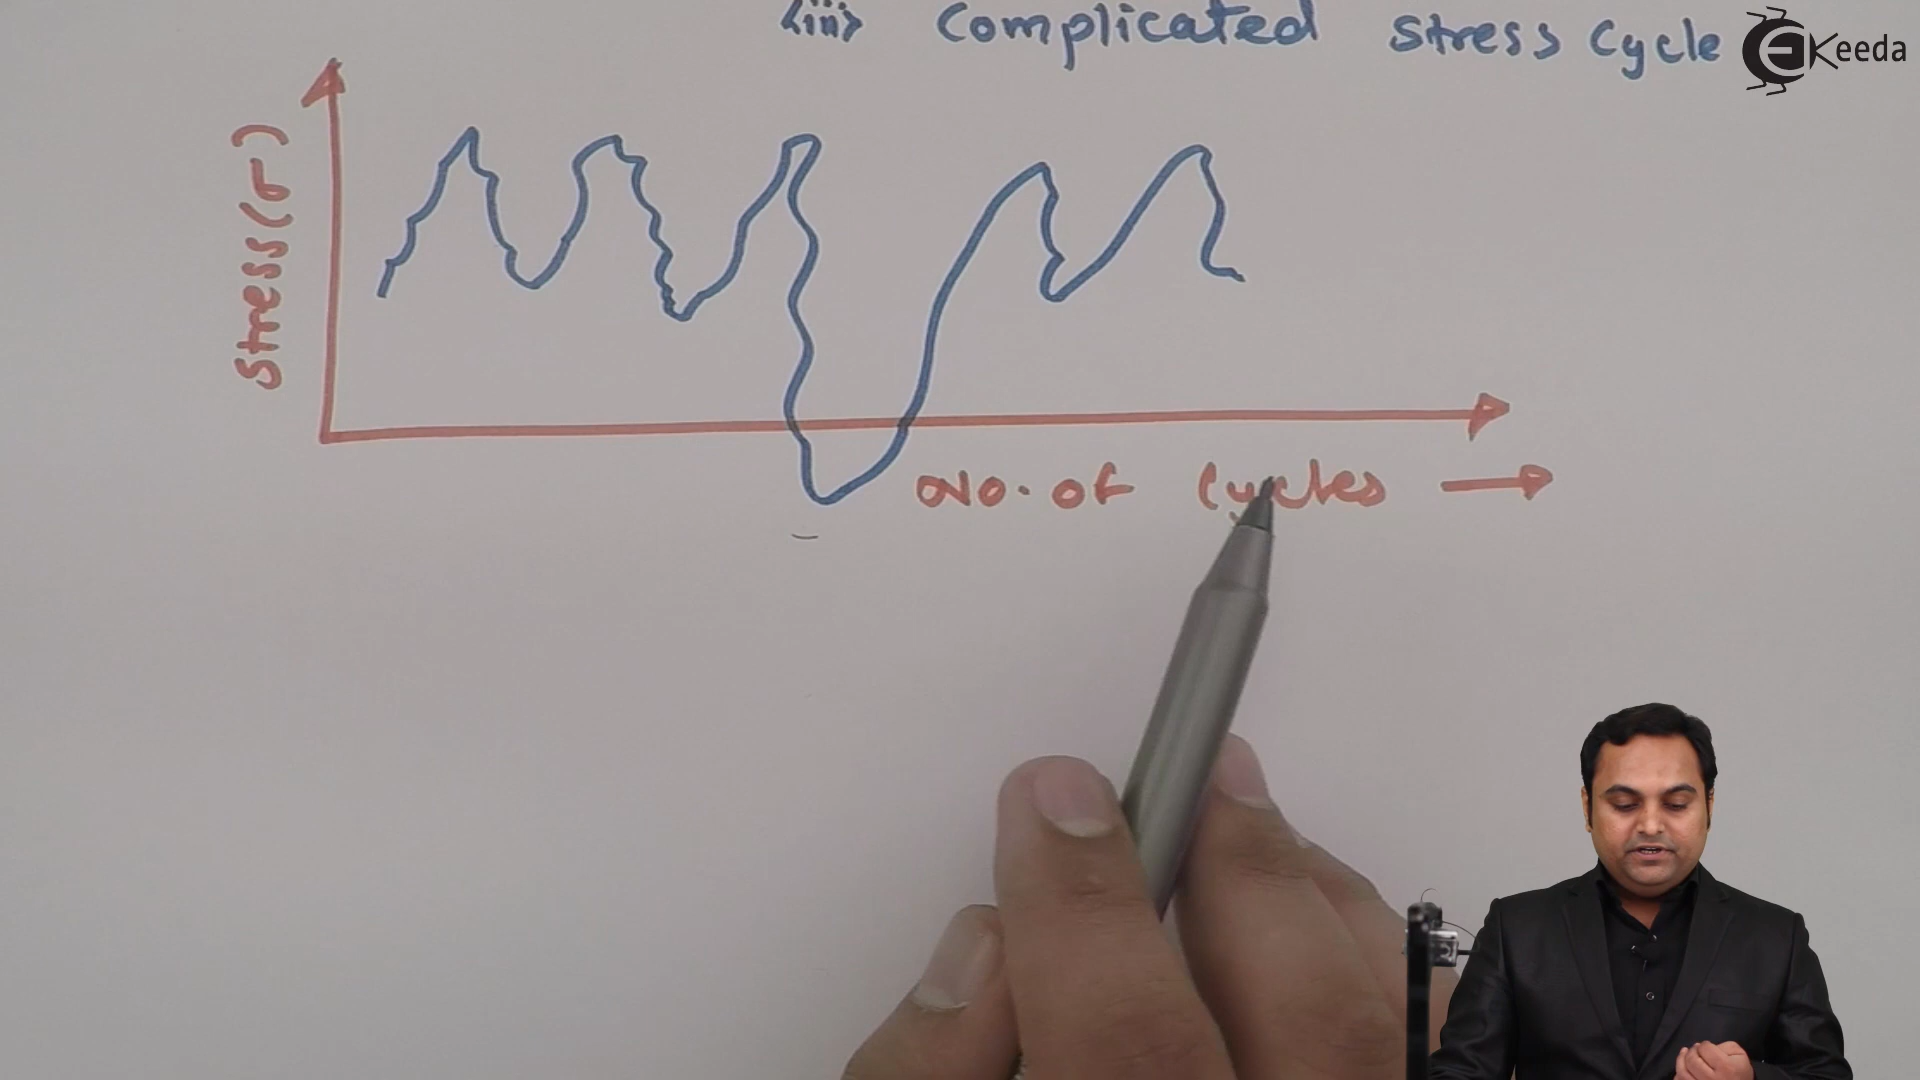 <iii> Complicated Stress Cycle
EKeeda
Stress (σ)
No. of Cycles